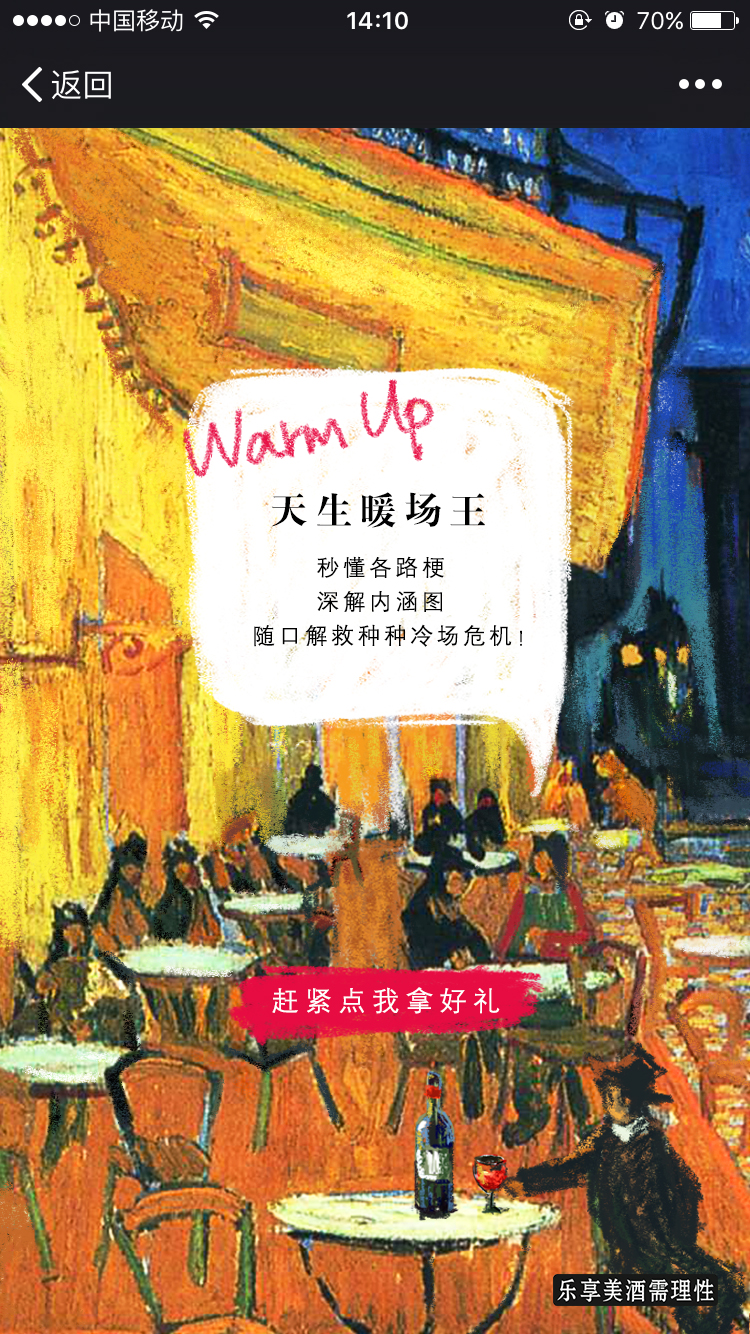 中国移动 14:10 70%
返回
Warm Up
天生暖场王
秒懂各路梗
深解内涵图
随口解救种种冷场危机!
赶紧点我拿好礼
乐享美酒需理性